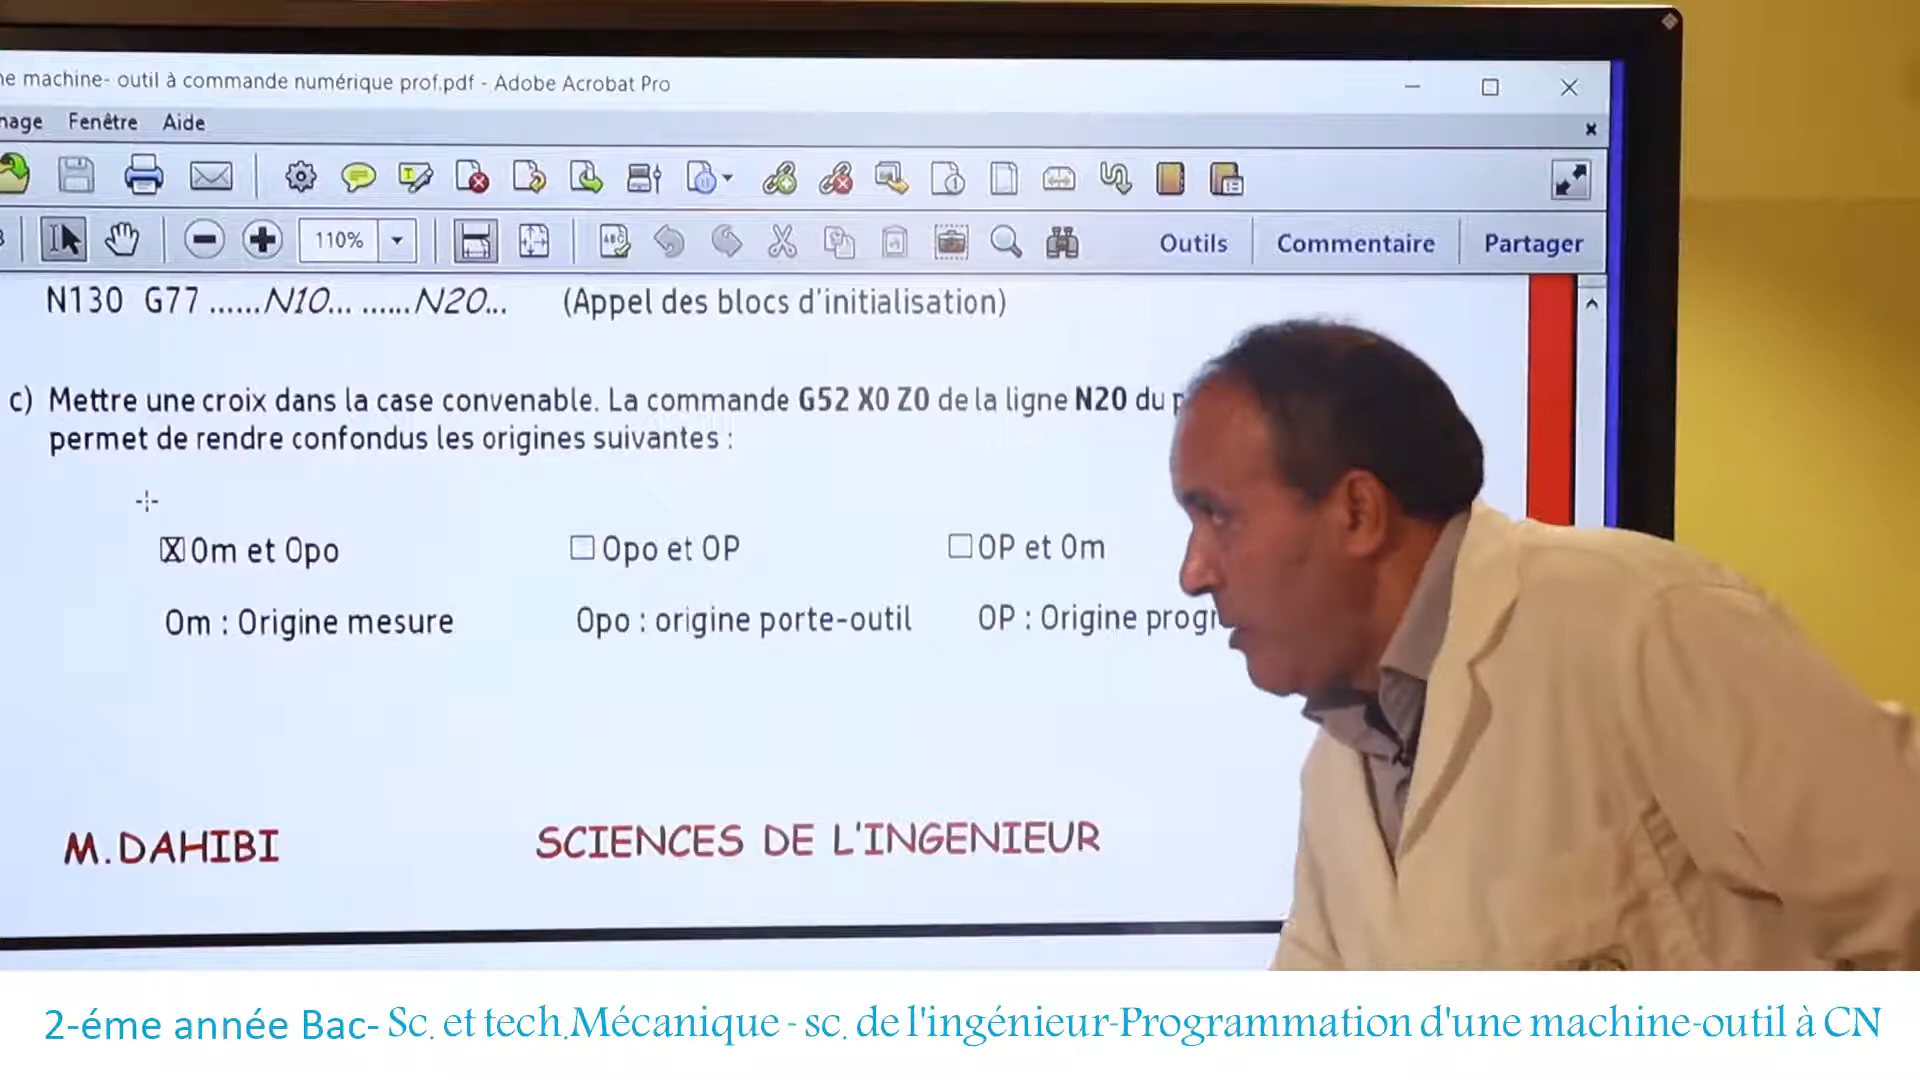 ne machine- outil à commande numérique prof.pdf - Adobe Acrobat Pro
nage Fenêtre Aide
110% Outils Commentaire Partager
N130 G77 ......N10... ......N20... (Appel des blocs d'initialisation)
c) Mettre une croix dans la case convenable. La commande G52 X0 Z0 de la ligne N20 du p
permet de rendre confondus les origines suivantes :
X Om et Opo Opo et OP OP et Om
Om : Origine mesure Opo : origine porte-outil OP : Origine progr
M.DAHIBI SCIENCES DE L'INGENIEUR
2-éme année Bac- Sc. et tech.Mécanique - sc. de l'ingénieur-Programmation d'une machine-outil à CN